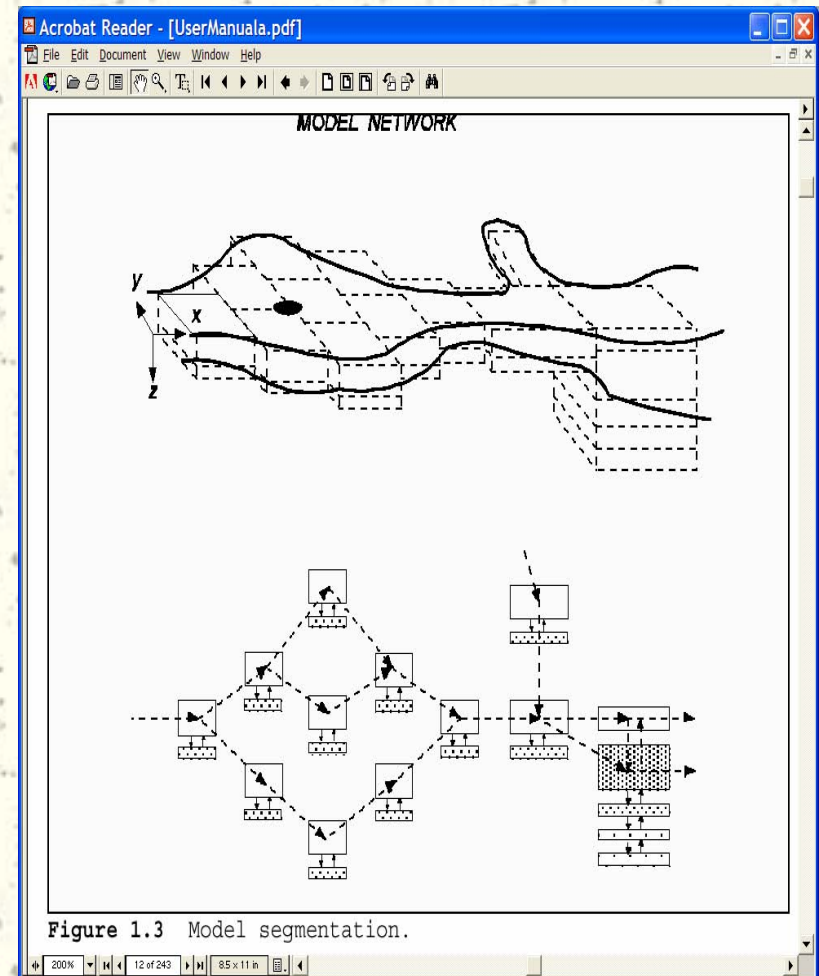 Acrobat Reader - [UserManuala.pdf]
File Edit Document View Window Help
MODEL NETWORK
y
x
z
Figure 1.3 Model segmentation.
200% 12 of 243 8.5 x 11 in